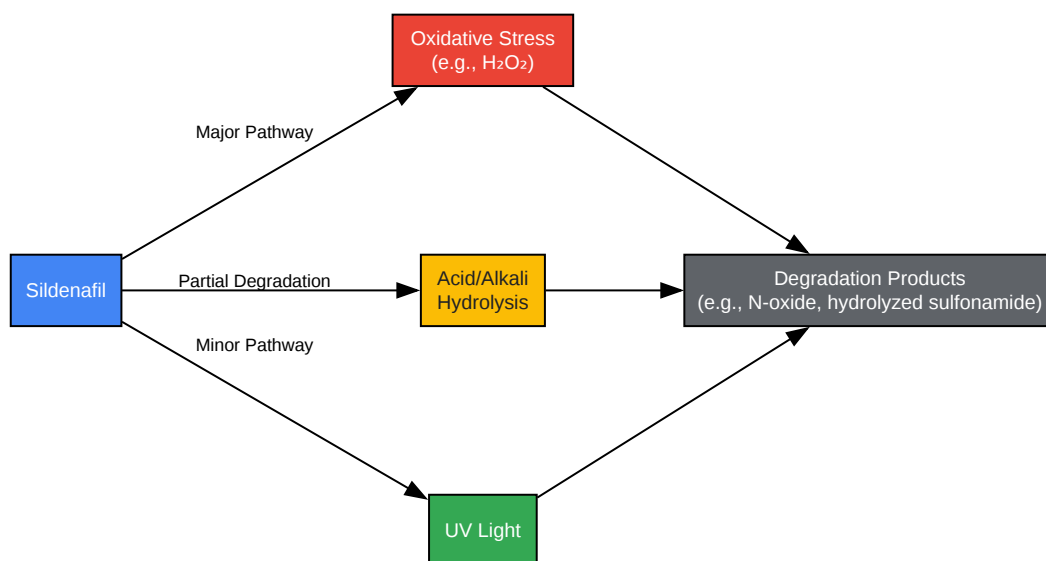 Oxidative Stress
(e.g., H₂O₂)
Major Pathway
Sildenafil
Partial Degradation
Acid/Alkali
Hydrolysis
Degradation Products
(e.g., N-oxide, hydrolyzed sulfonamide)
Minor Pathway
UV Light